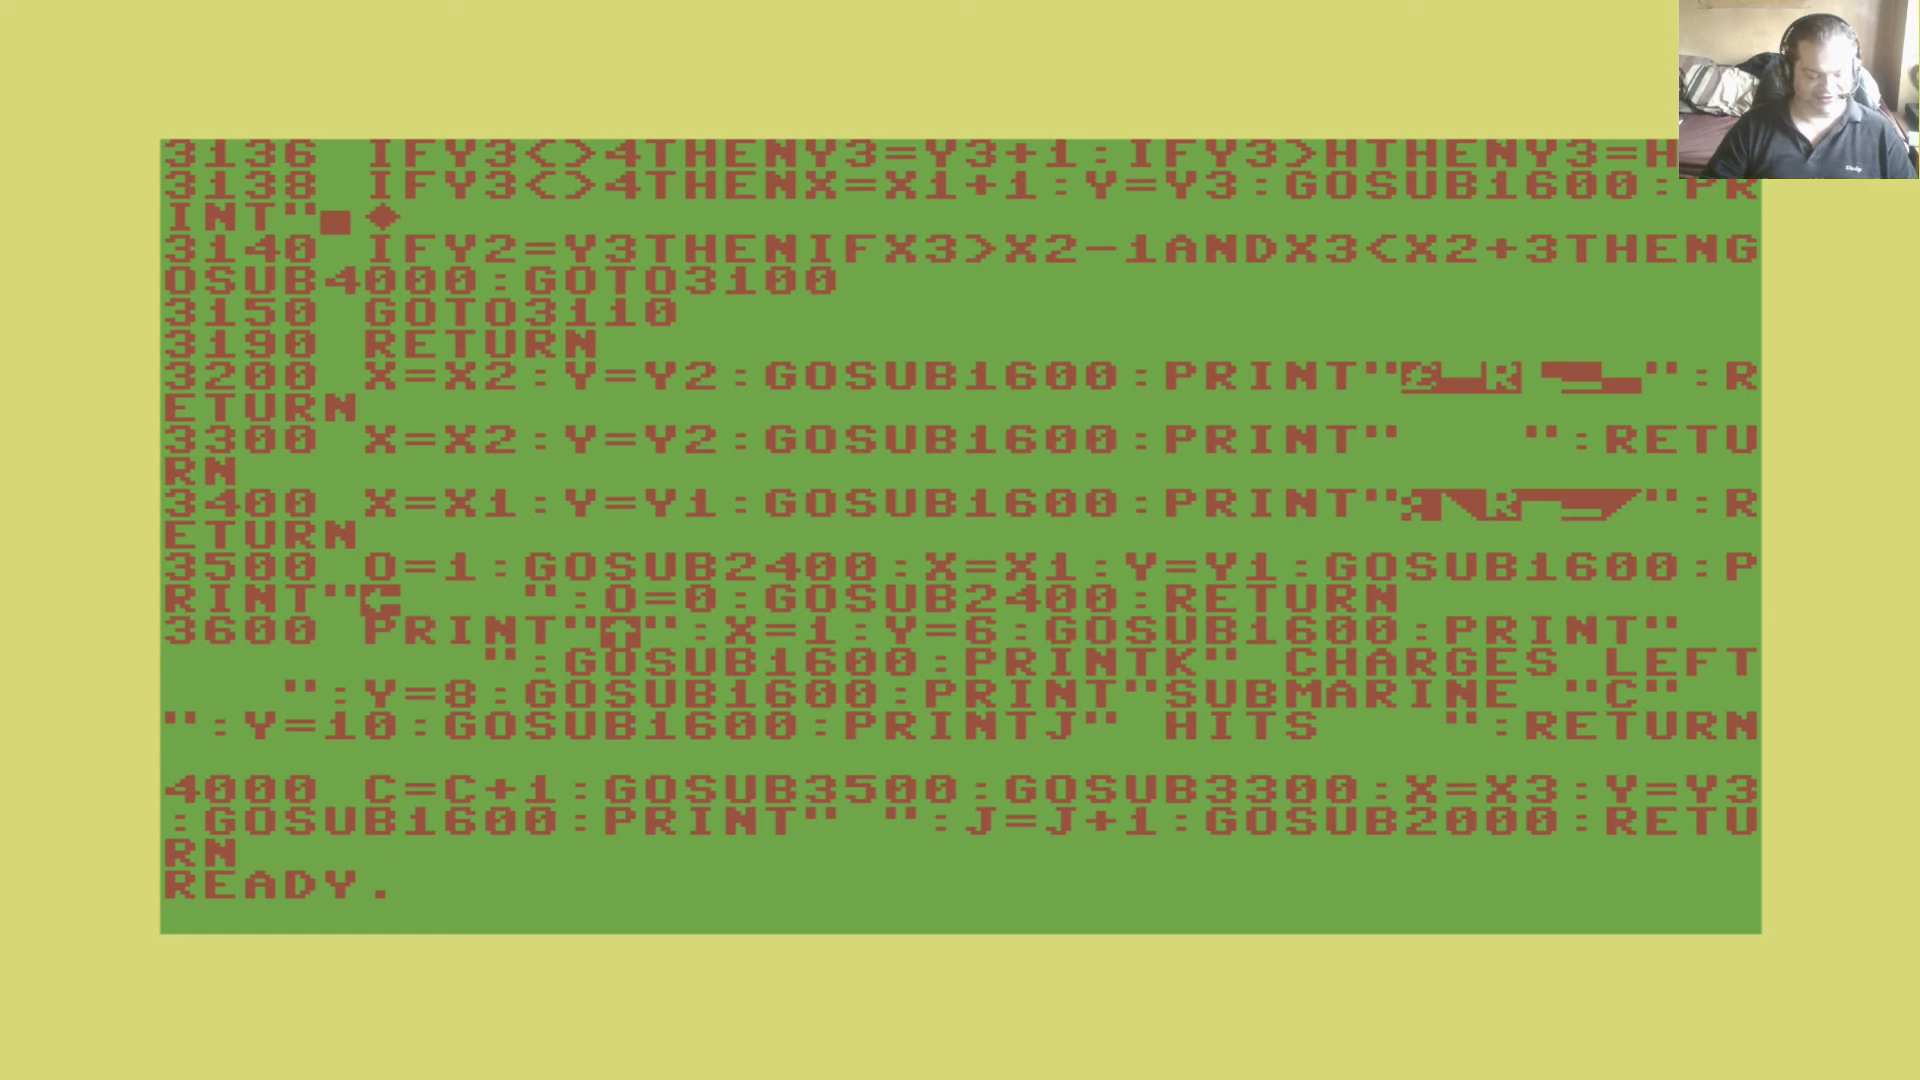 3136 IFY3<>4THENY3=Y3+1:IFY3>HTHENY3=H
3138 IFY3<>4THENX=X1+1:Y=Y3:GOSUB1600:PR
INT"■ ◆
3140 IFY2=Y3THENIFX3>X2-1ANDX3<X2+3THENG
OSUB4000:GOTO3100
3150 GOTO3110
3190 RETURN
3200 X=X2:Y=Y2:GOSUB1600:PRINT"":R
ETURN
3300 X=X2:Y=Y2:GOSUB1600:PRINT"   ":RETU
RN
3400 X=X1:Y=Y1:GOSUB1600:PRINT"":R
ETURN
3500 O=1:GOSUB2400:X=X1:Y=Y1:GOSUB1600:P
RINT"←   ":O=0:GOSUB2400:RETURN
3600 PRINT"↑":X=1:Y=6:GOSUB1600:PRINT"
":GOSUB1600:PRINTK" CHARGES LEFT
":Y=8:GOSUB1600:PRINT"SUBMARINE "C"
":Y=10:GOSUB1600:PRINTJ" HITS   ":RETURN
4000 C=C+1:GOSUB3500:GOSUB3300:X=X3:Y=Y3
:GOSUB1600:PRINT" ":J=J+1:GOSUB2000:RETU
RN
READY.